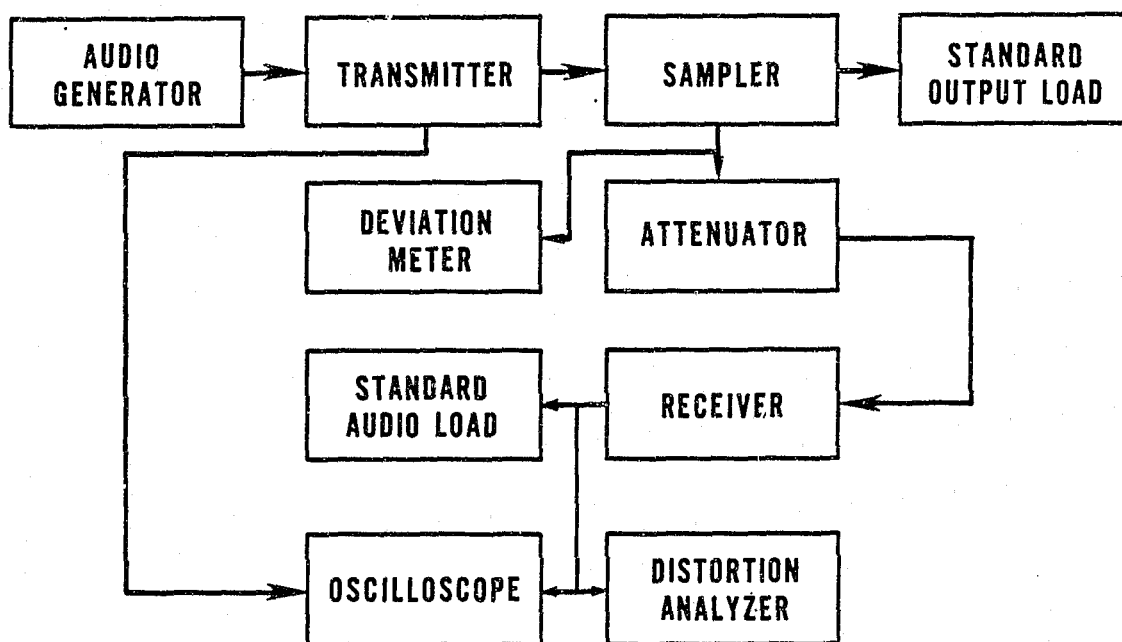 AUDIO
GENERATOR
TRANSMITTER
SAMPLER
STANDARD
OUTPUT LOAD
DEVIATION
METER
ATTENUATOR
STANDARD
AUDIO LOAD
RECEIVER
OSCILLOSCOPE
DISTORTION
ANALYZER